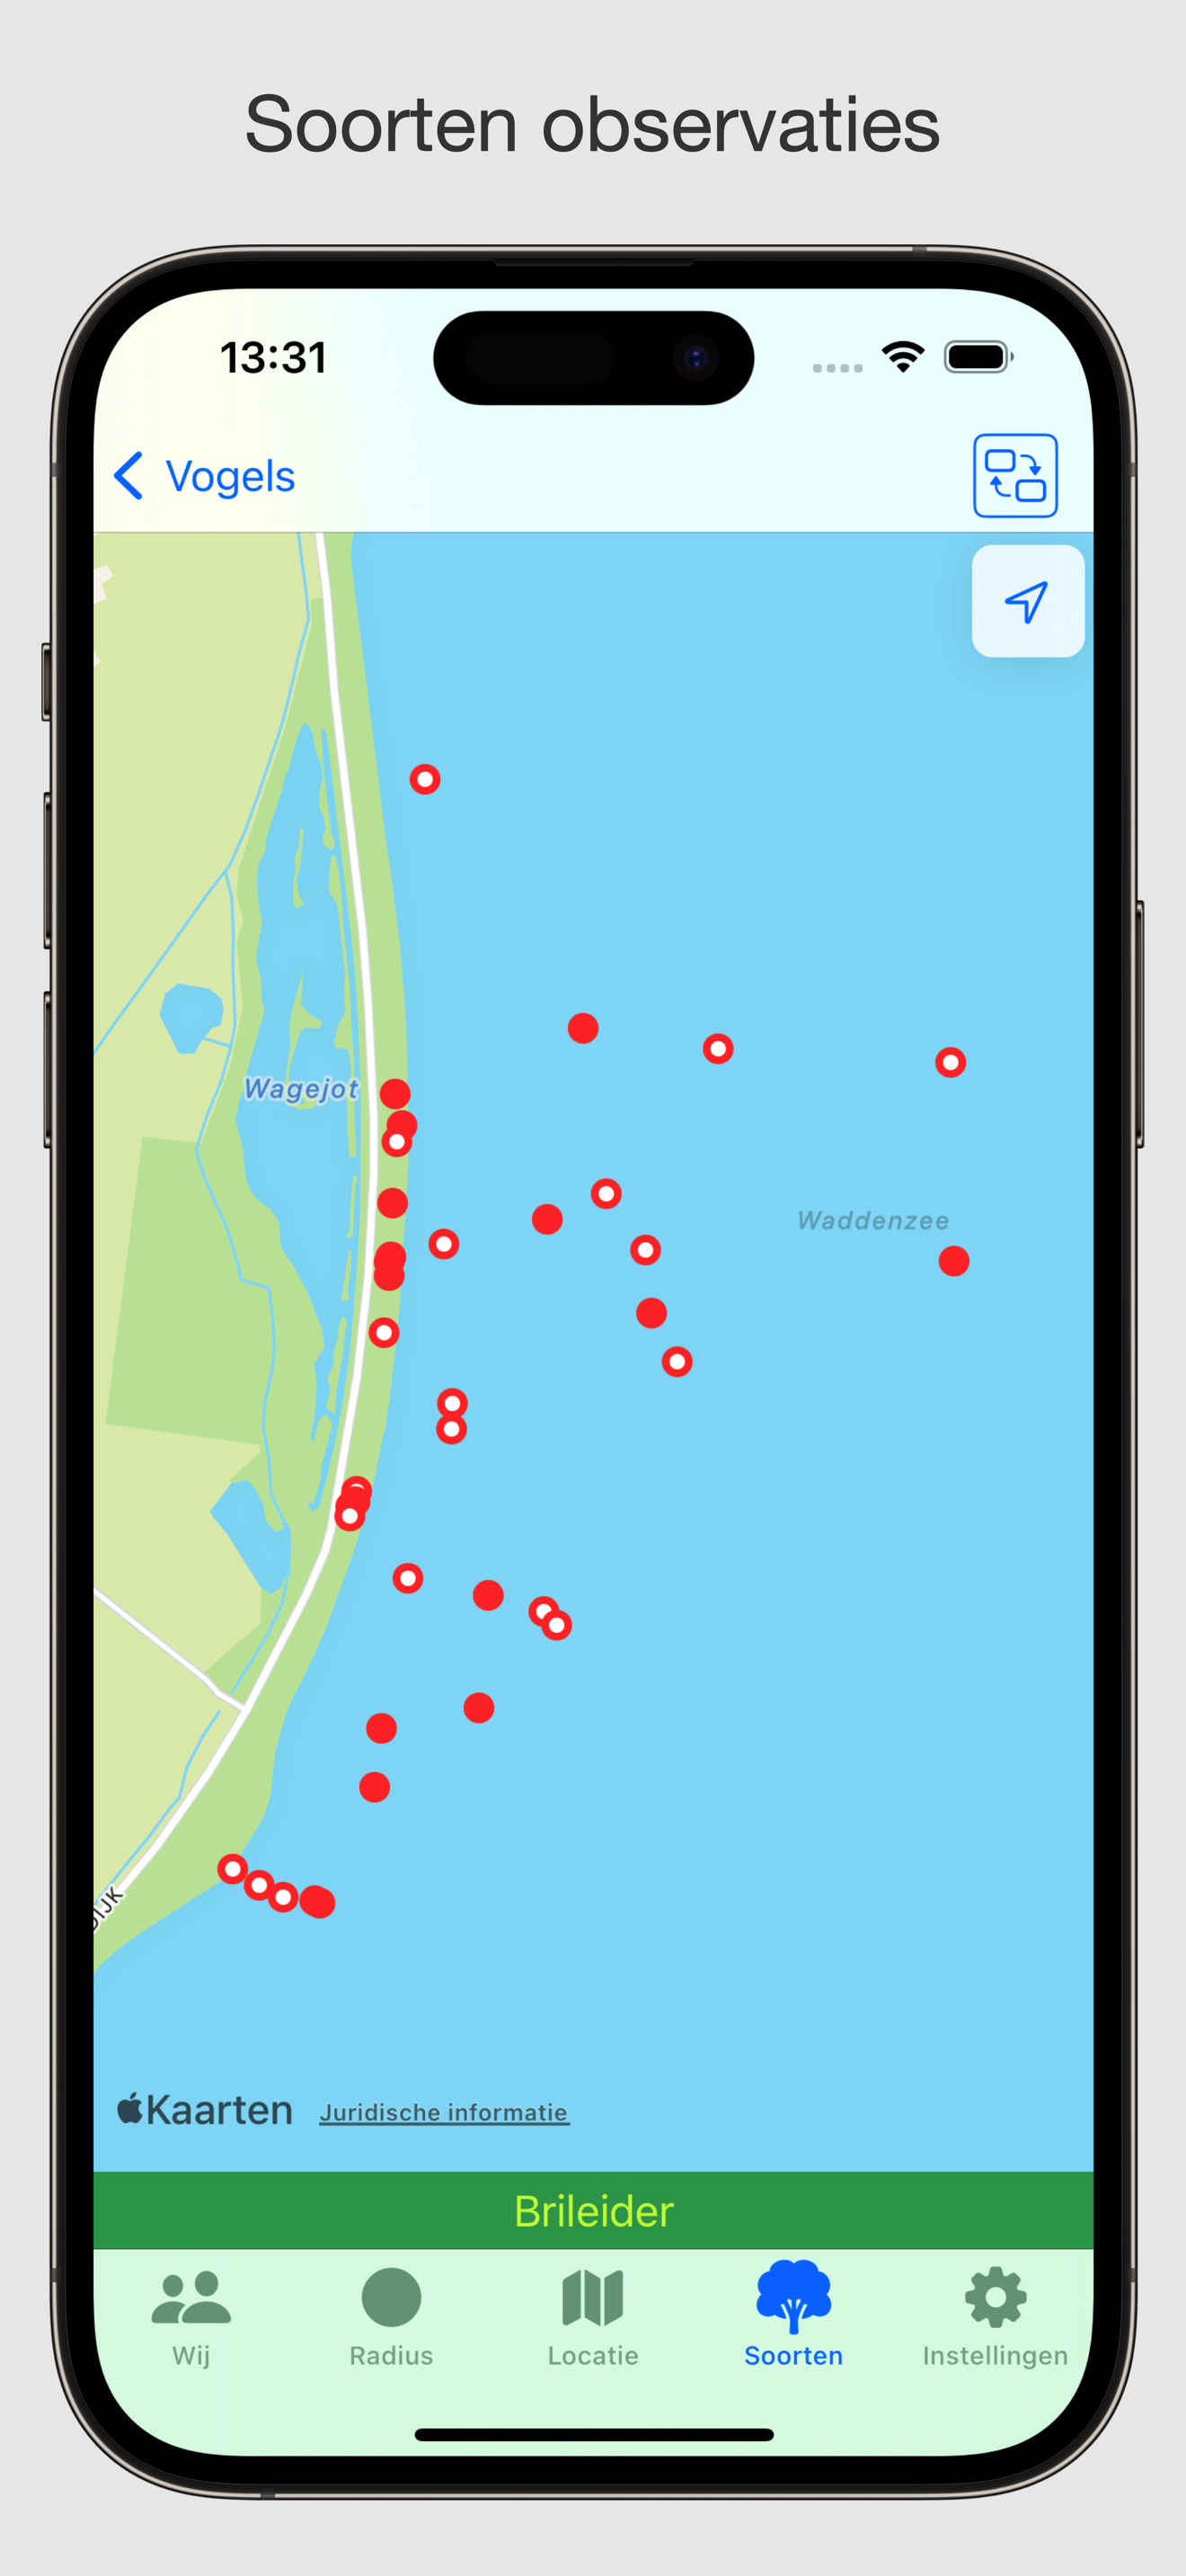 Soorten observaties
13:31
Vogels
Wagejot
Waddenzee
DIJK
Kaarten Juridische informatie
Brileider
Wij Radius Locatie Soorten Instellingen